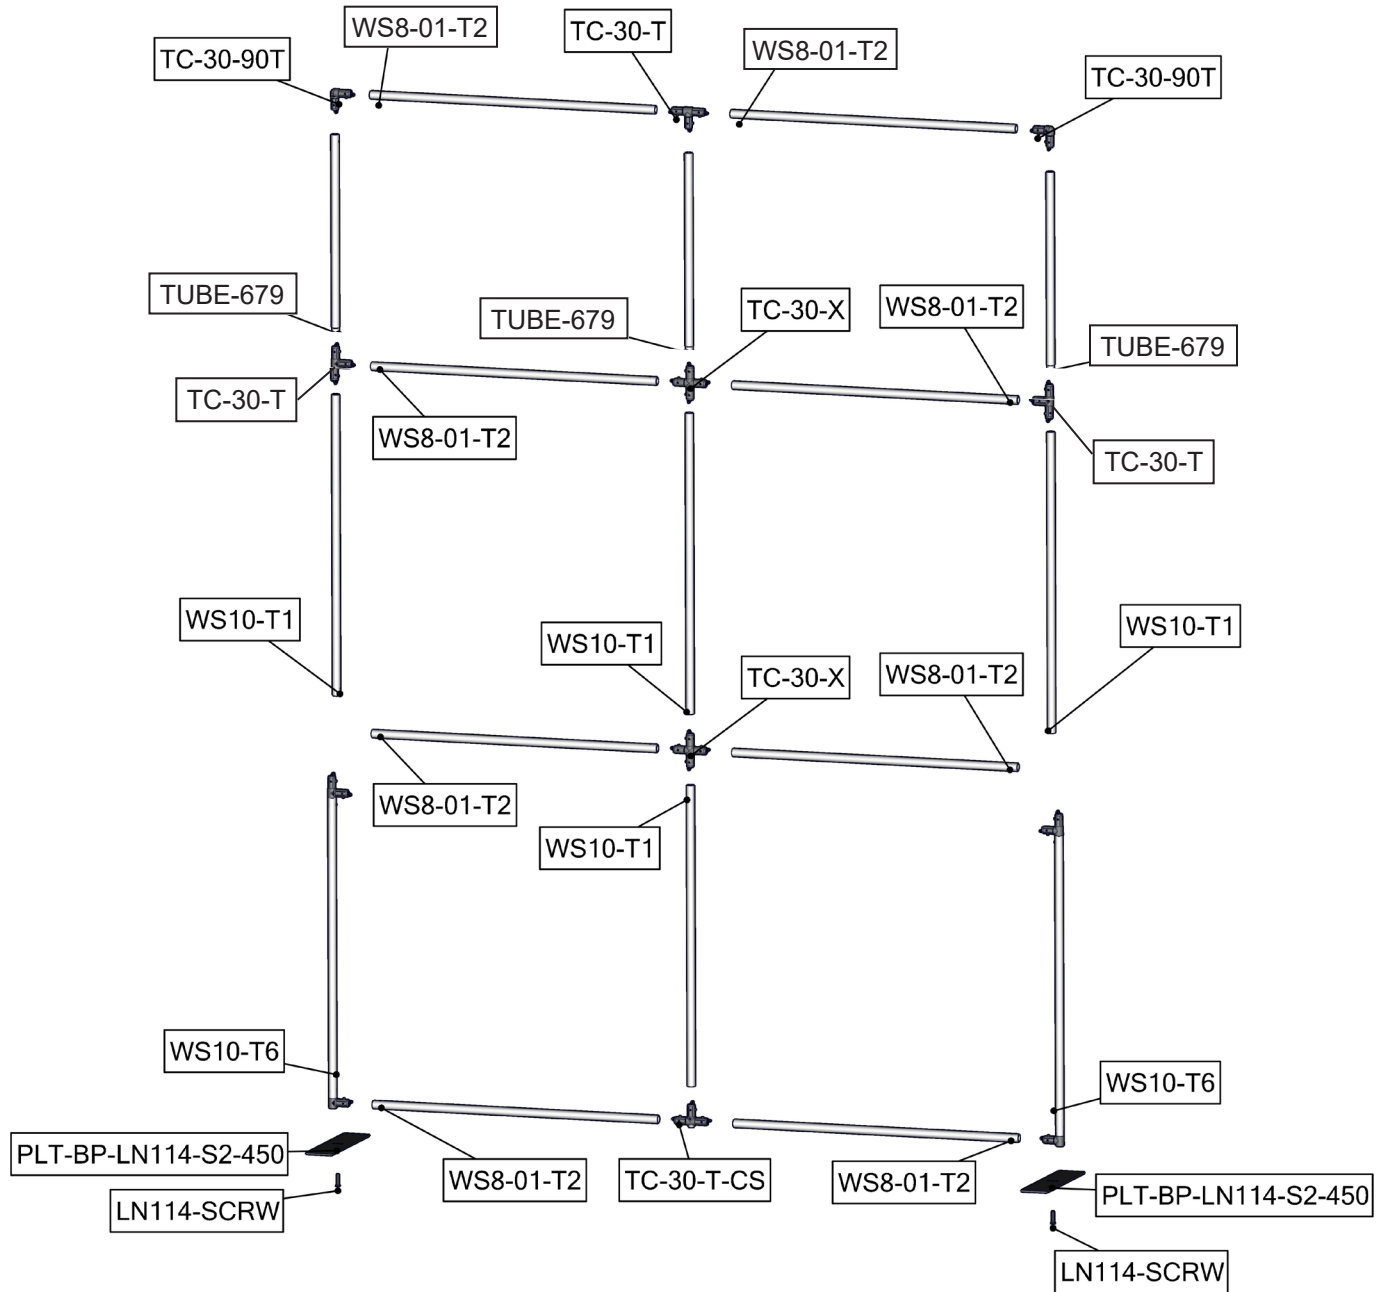 WS8-01-T2
TC-30-T
WS8-01-T2
TC-30-90T
TC-30-90T
TUBE-679
TUBE-679
TC-30-X
WS8-01-T2
TUBE-679
TC-30-T
WS8-01-T2
TC-30-T
WS10-T1
WS10-T1
WS10-T1
TC-30-X
WS8-01-T2
WS8-01-T2
WS10-T1
WS10-T6
WS10-T6
PLT-BP-LN114-S2-450
WS8-01-T2
TC-30-T-CS
WS8-01-T2
PLT-BP-LN114-S2-450
LN114-SCRW
LN114-SCRW